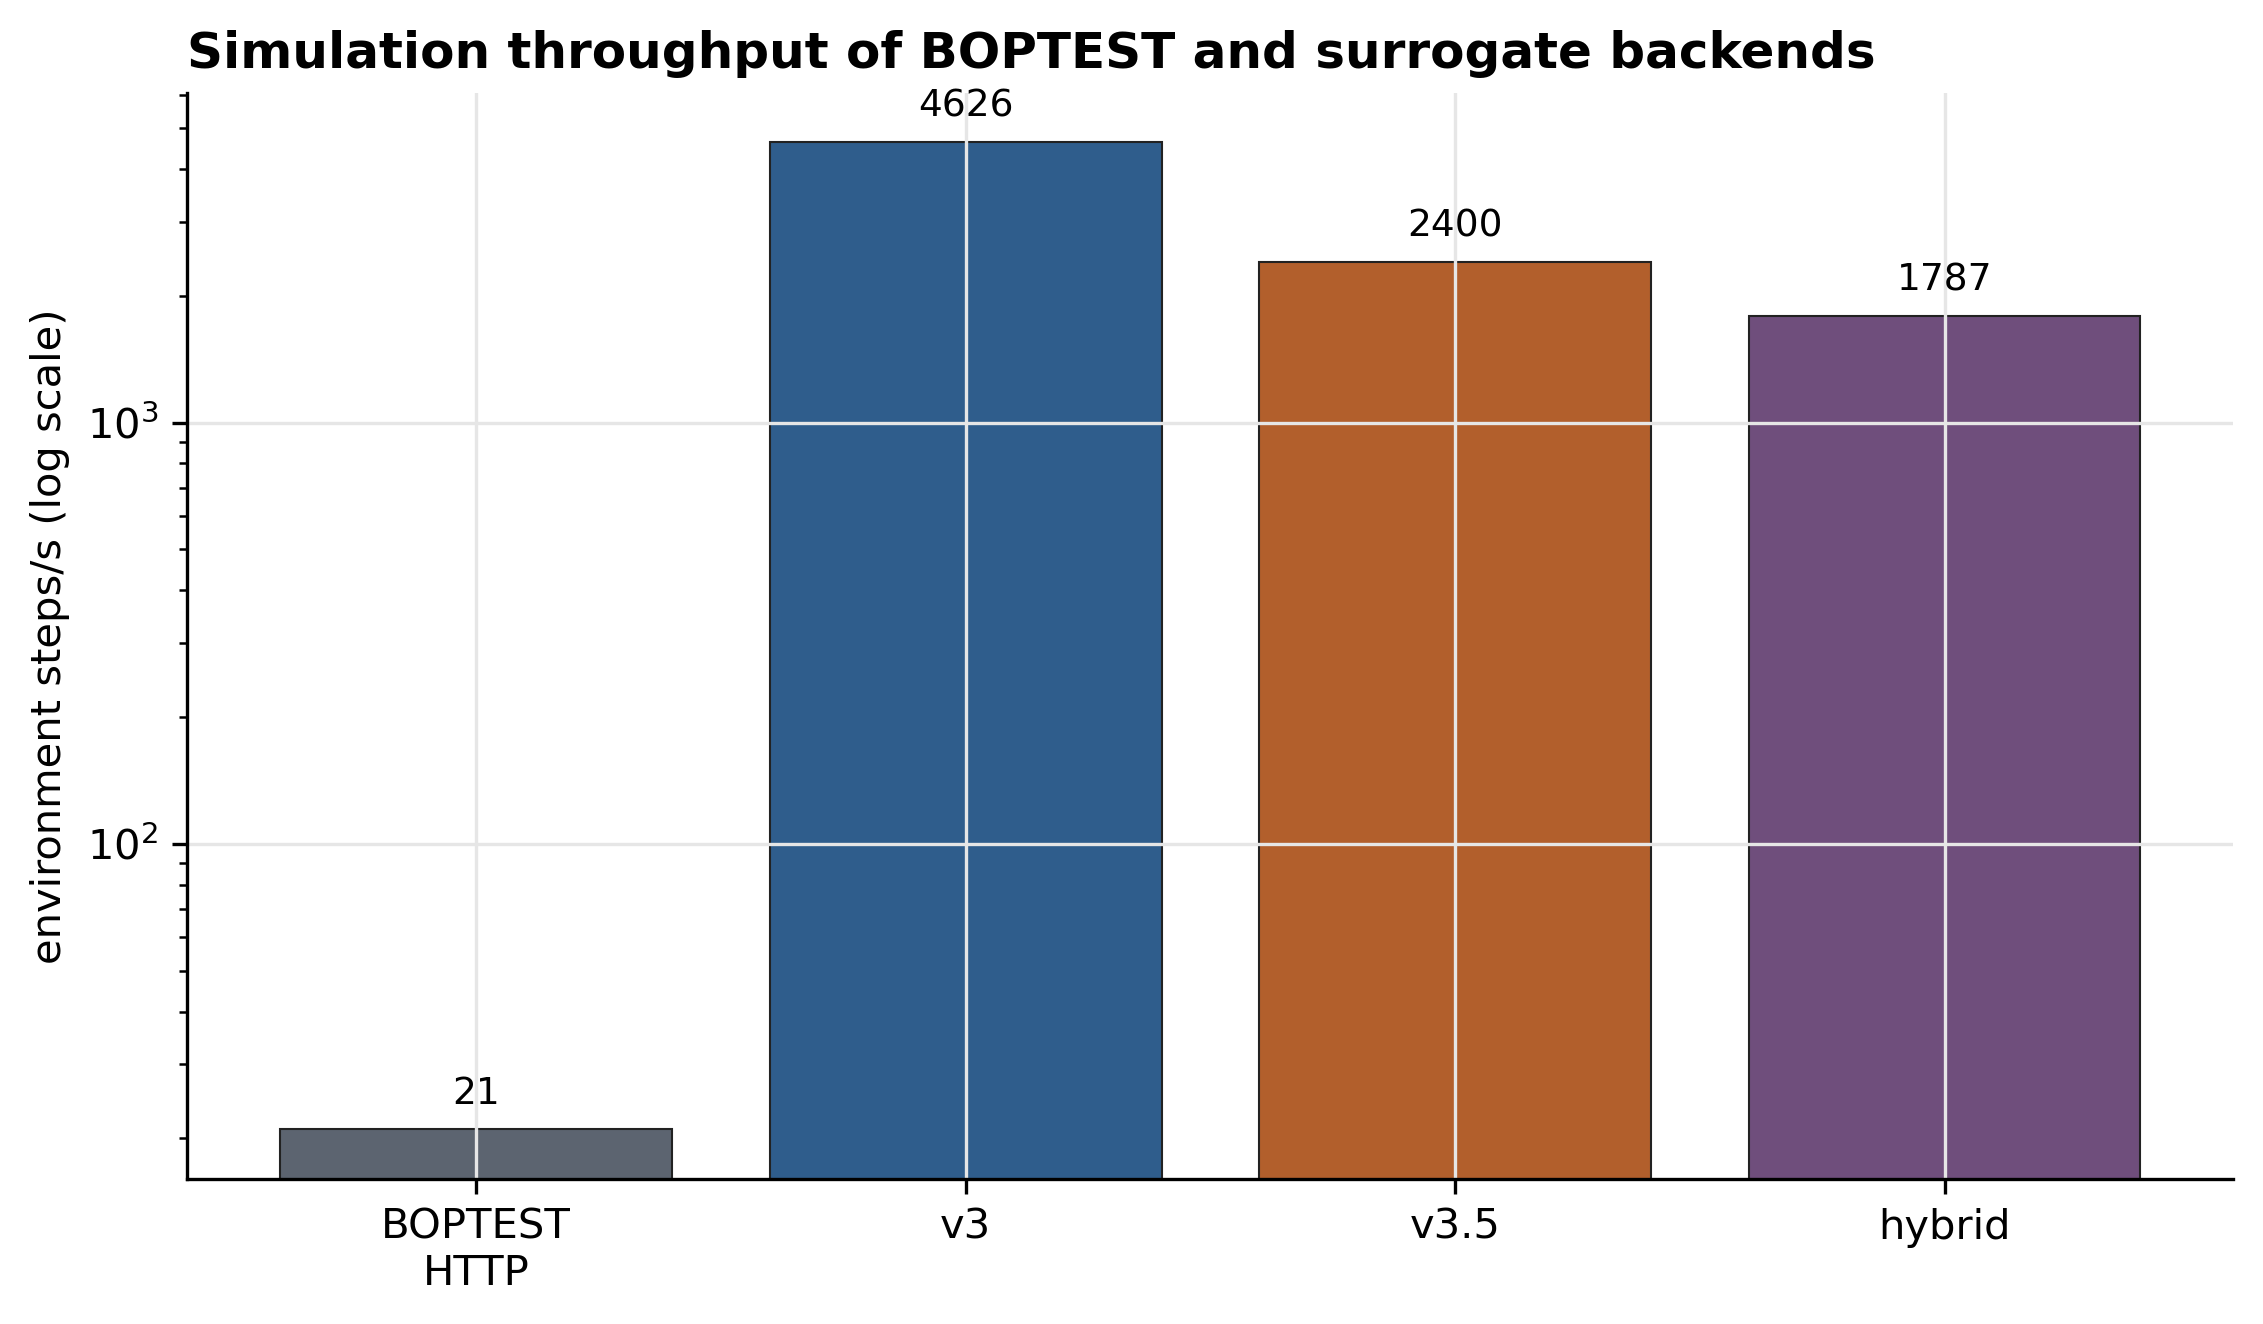 Simulation throughput of BOPTEST and surrogate backends
environment steps/s (log scale)
10³
10²
4626
2400
1787
21
BOPTEST
HTTP
v3
v3.5
hybrid